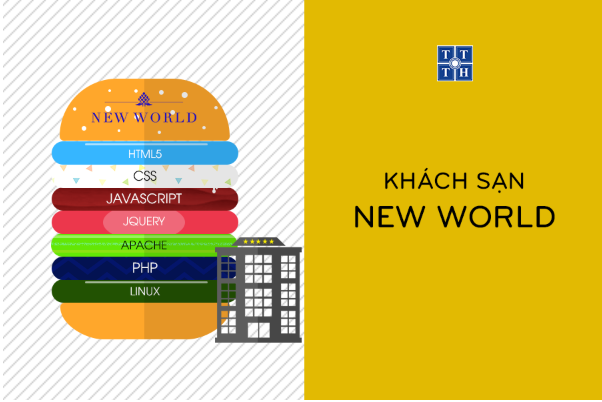 NEW WORLD
HTML5
CSS
JAVASCRIPT
JQUERY
APACHE
PHP
LINUX
T T
T H
KHÁCH SẠN
NEW WORLD